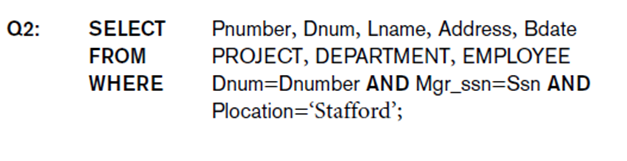 Q2: SELECT Pnumber, Dnum, Lname, Address, Bdate
FROM PROJECT, DEPARTMENT, EMPLOYEE
WHERE Dnum=Dnumber AND Mgr_ssn=Ssn AND
Plocation=‘Stafford’;